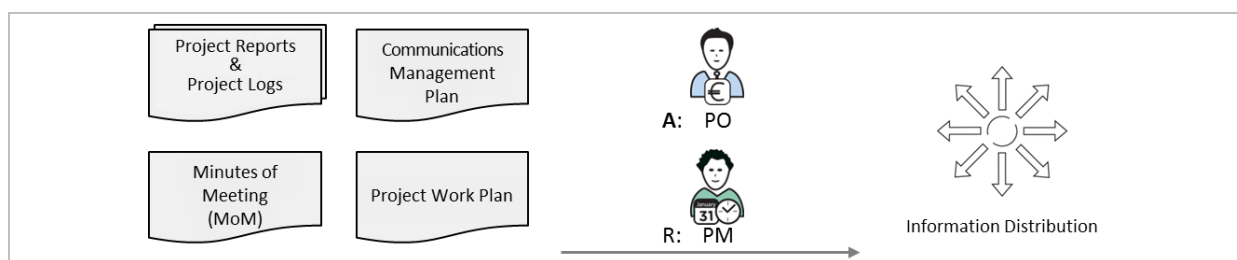 Project Reports
&
Project Logs
Communications
Management
Plan
Minutes of
Meeting
(MoM)
Project Work Plan
€
A: PO
January
31
R: PM
Information Distribution